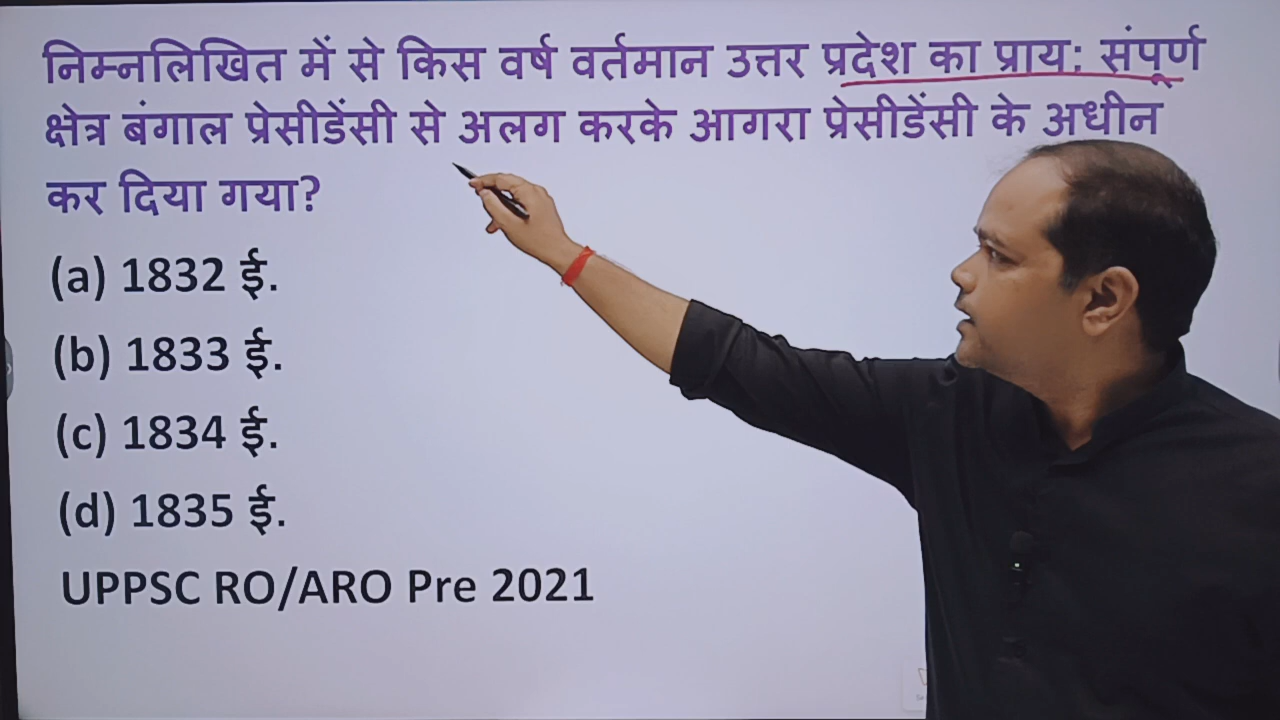 निम्नलिखित में से किस वर्ष वर्तमान उत्तर प्रदेश का प्राय: संपूर्ण
क्षेत्र बंगाल प्रेसीडेंसी से अलग करके आगरा प्रेसीडेंसी के अधीन
कर दिया गया?
(a) 1832 ई.
(b) 1833 ई.
(c) 1834 ई.
(d) 1835 ई.
UPPSC RO/ARO Pre 2021